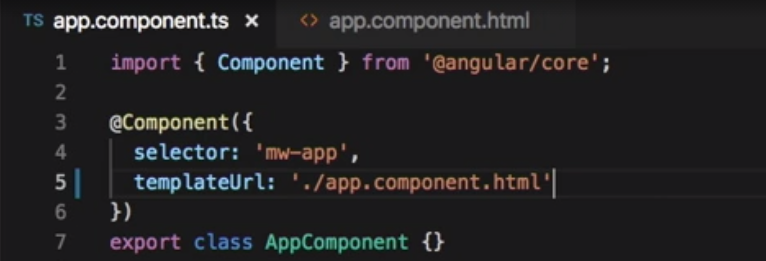 TS app.component.ts × <> app.component.html
1 import { Component } from '@angular/core';
2
3 @Component({
4 selector: 'mw-app',
5 templateUrl: './app.component.html'
6 })
7 export class AppComponent {}